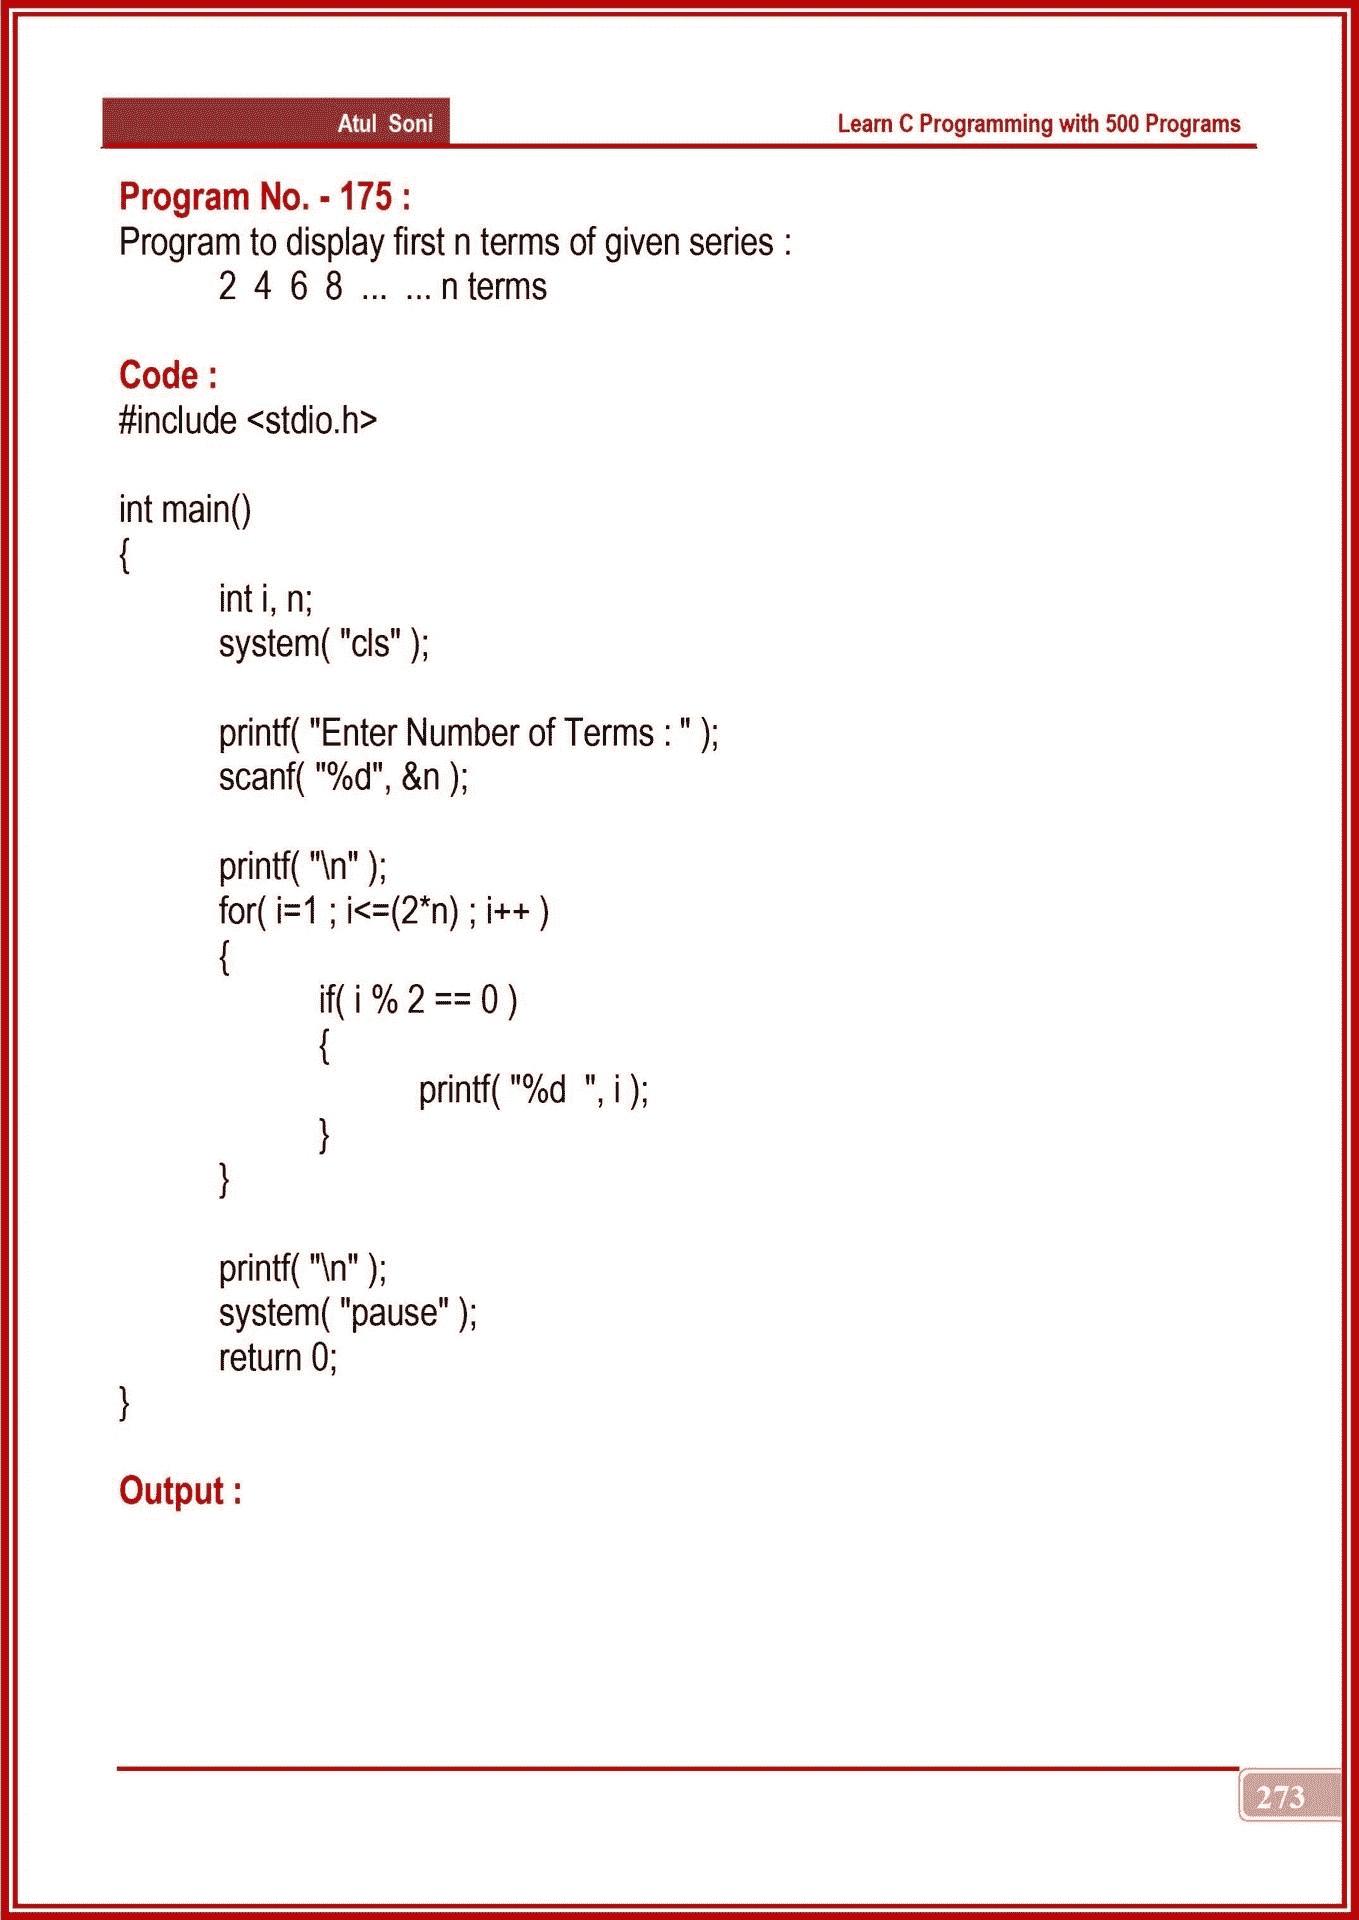 Atul Soni
Learn C Programming with 500 Programs
Program No. - 175 :
Program to display first n terms of given series :
2 4 6 8 ... ... n terms
Code :
#include <stdio.h>
int main()
{
int i, n;
system( "cls" );
printf( "Enter Number of Terms : " );
scanf( "%d", &n );
printf( "\n" );
for( i=1 ; i<=(2*n) ; i++ )
{
if( i % 2 == 0 )
{
printf( "%d  ", i );
}
}
printf( "\n" );
system( "pause" );
return 0;
}
Output :
273